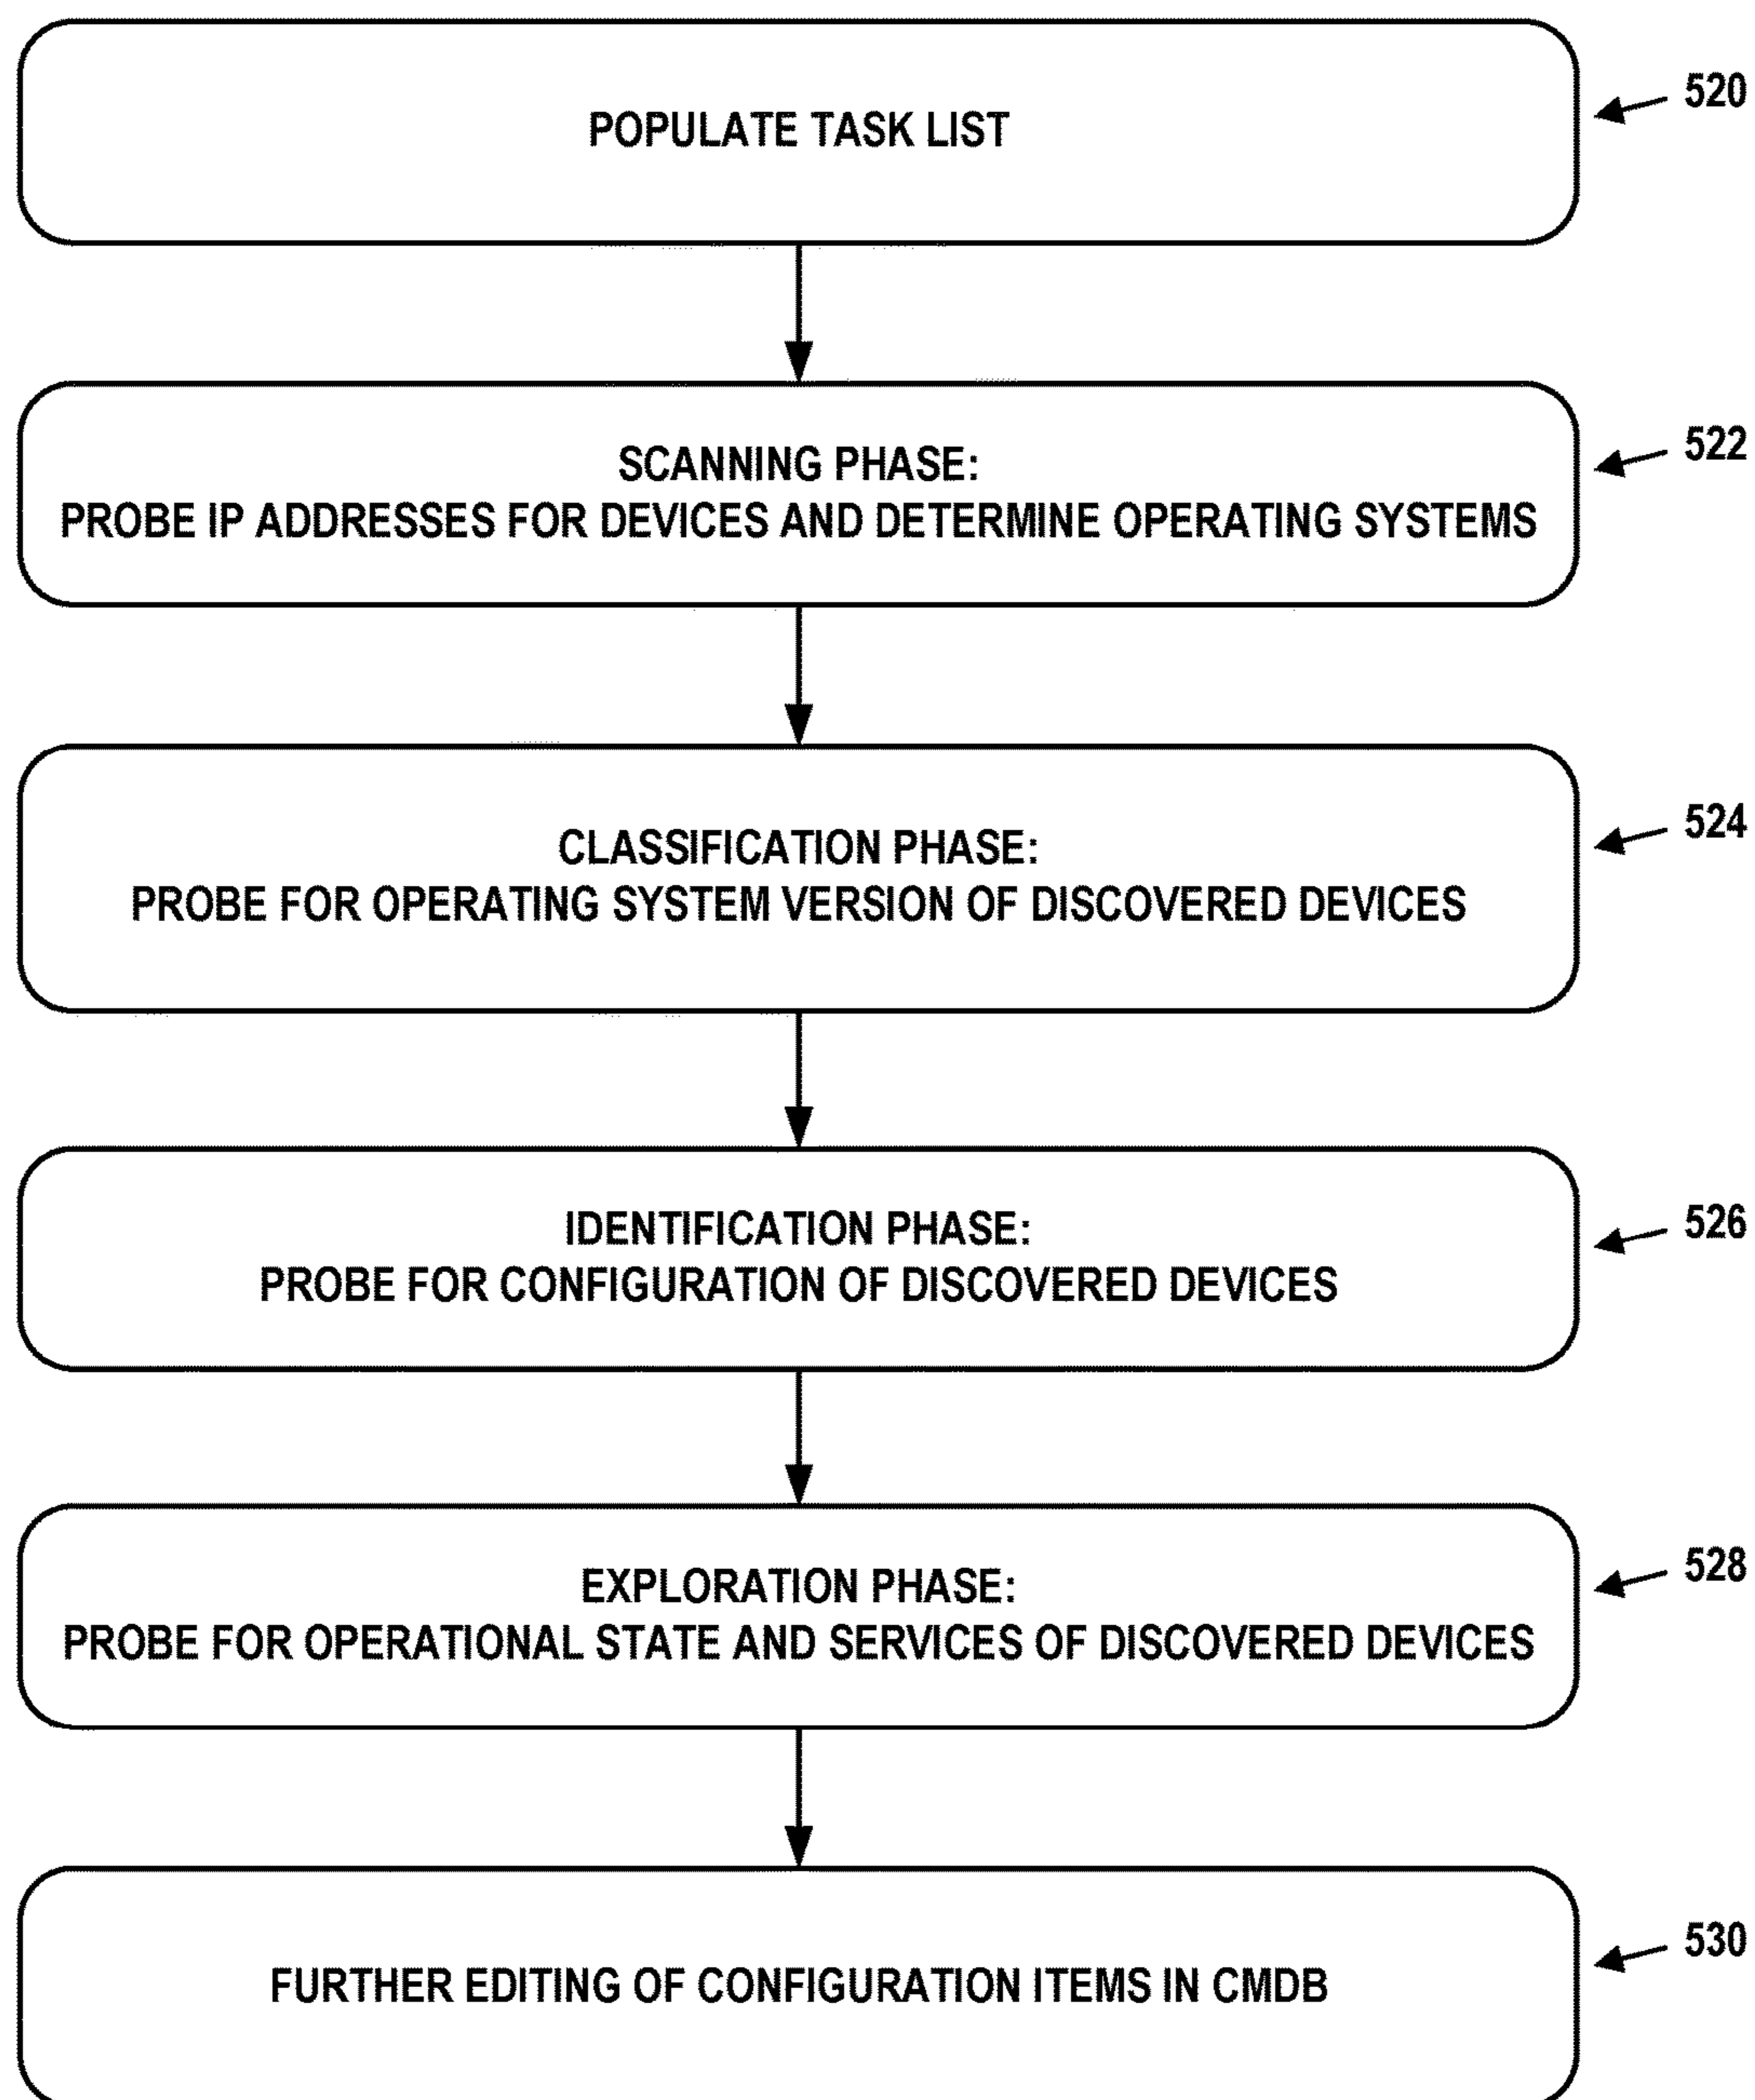 POPULATE TASK LIST
520
SCANNING PHASE:
PROBE IP ADDRESSES FOR DEVICES AND DETERMINE OPERATING SYSTEMS
522
CLASSIFICATION PHASE:
PROBE FOR OPERATING SYSTEM VERSION OF DISCOVERED DEVICES
524
IDENTIFICATION PHASE:
PROBE FOR CONFIGURATION OF DISCOVERED DEVICES
526
EXPLORATION PHASE:
PROBE FOR OPERATIONAL STATE AND SERVICES OF DISCOVERED DEVICES
528
FURTHER EDITING OF CONFIGURATION ITEMS IN CMDB
530